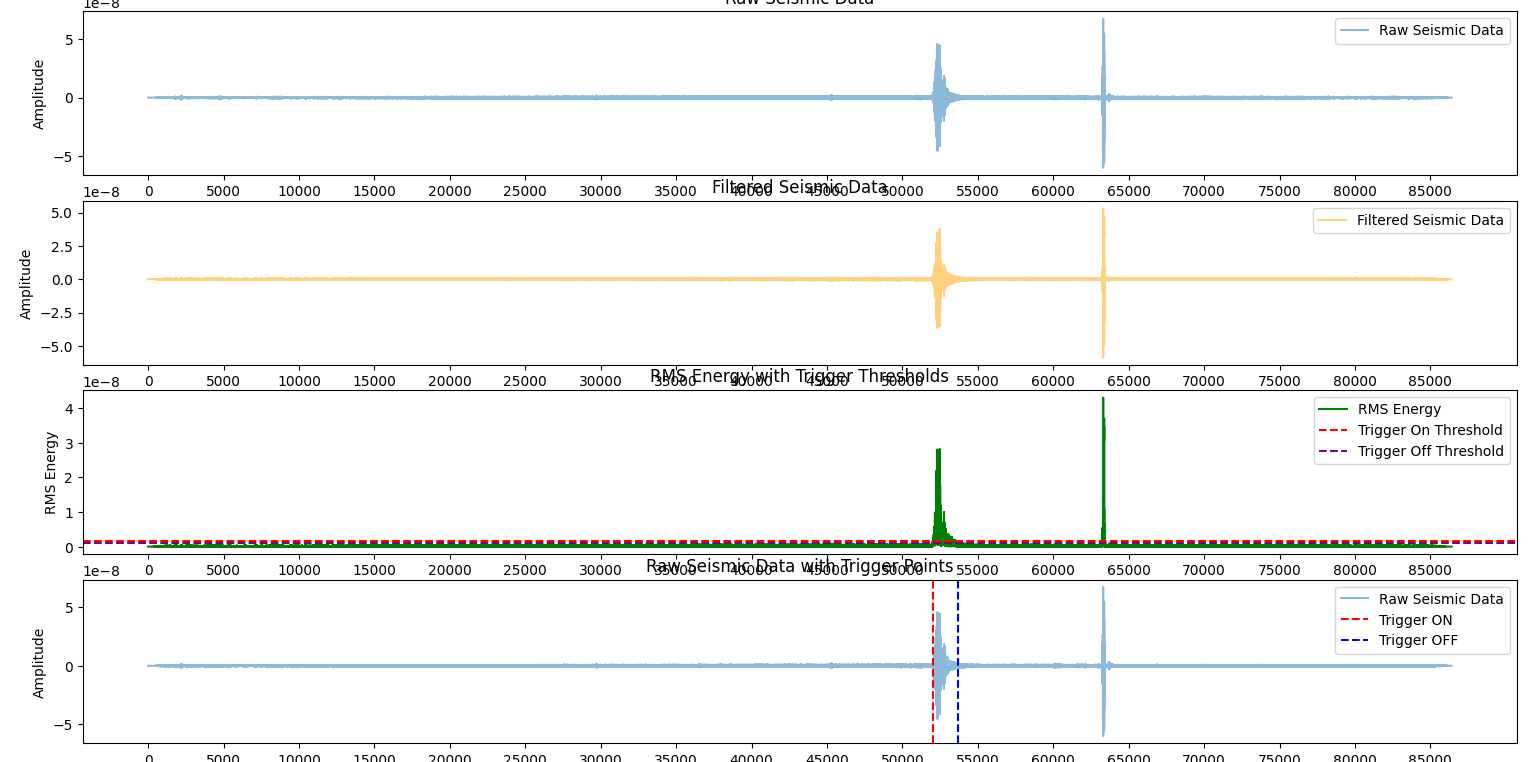 1e−8
Raw Seismic Data
Raw Seismic Data
Amplitude
5
0
−5
0 5000 10000 15000 20000 25000 30000 35000 40000 45000 50000 55000 60000 65000 70000 75000 80000 85000
1e−8
Filtered Seismic Data
Filtered Seismic Data
Amplitude
5.0
2.5
0.0
−2.5
−5.0
0 5000 10000 15000 20000 25000 30000 35000 40000 45000 50000 55000 60000 65000 70000 75000 80000 85000
1e−8
RMS Energy with Trigger Thresholds
RMS Energy
Trigger On Threshold
Trigger Off Threshold
RMS Energy
4
3
2
1
0
0 5000 10000 15000 20000 25000 30000 35000 40000 45000 50000 55000 60000 65000 70000 75000 80000 85000
1e−8
Raw Seismic Data with Trigger Points
Raw Seismic Data
Trigger ON
Trigger OFF
Amplitude
5
0
−5
0 5000 10000 15000 20000 25000 30000 35000 40000 45000 50000 55000 60000 65000 70000 75000 80000 85000